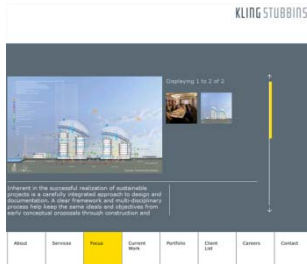 KLING STUBBINS
Displaying 1 to 2 of 2
Inherent in the successful realization of sustainable
projects is a carefully integrated approach to design and
documentation. A clear framework and multi-disciplinary
process help keep the same ideals and objectives from
early conceptual proposals through construction and
About
Services
Focus
Current
Work
Portfolio
Client
List
Careers
Contact